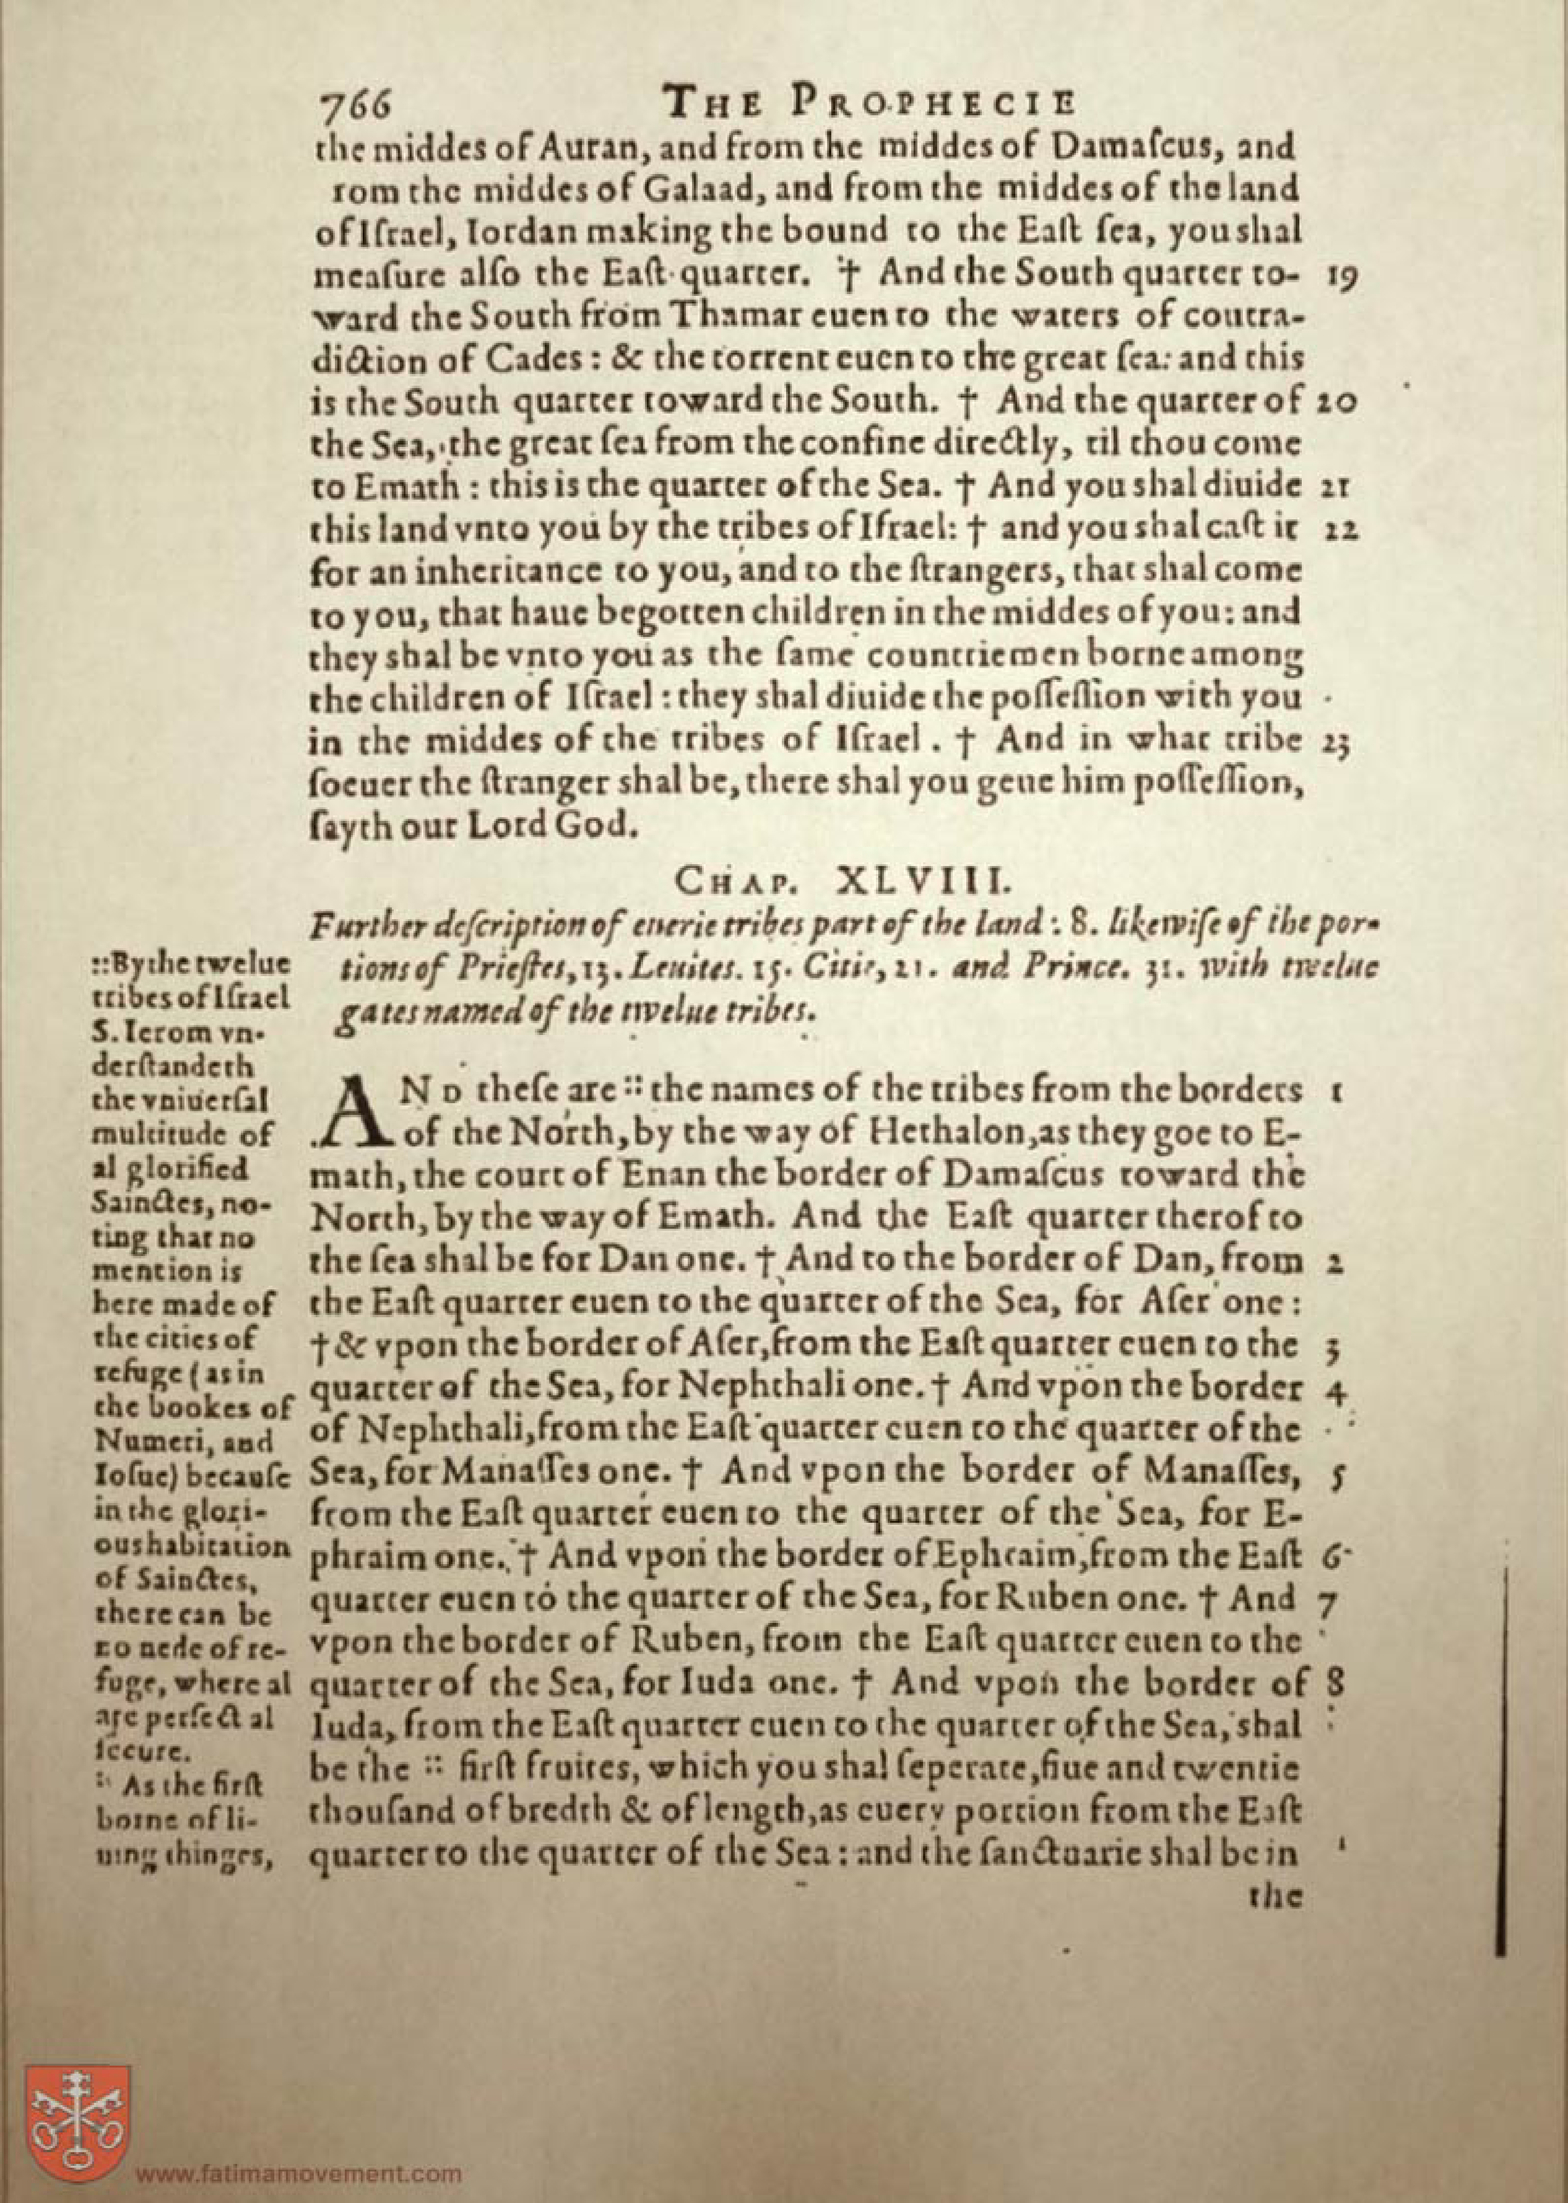 766 THE PROPHECIE
the middes of Auran, and from the middes of Damaſcus, and
rom the middes of Galaad, and from the middes of the land
of Iſrael, Iordan making the bound to the Eaſt ſea, you shal
meaſure alſo the Eaſt quarter. † And the South quarter to- 19
ward the South from Thamar euen to the waters of contra-
diction of Cades: & the torrent euen to the great ſea: and this
is the South quarter toward the South. † And the quarter of 20
the Sea, the great ſea from the confine directly, til thou come
to Emath: this is the quarter of the Sea. † And you shal diuide 21
this land vnto you by the tribes of Iſrael: † and you shal caſt it 22
for an inheritance to you, and to the ſtrangers, that shal come
to you, that haue begotten children in the middes of you: and
they shal be vnto you as the ſame countriemen borne among
the children of Iſrael: they shal diuide the poſſeſſion with you
in the middes of the tribes of Iſrael. † And in what tribe 23
ſoeuer the ſtranger shal be, there shal you geue him poſſeſſion,
ſayth our Lord God.
CHAP. XLVIII.
Further deſcription of euerie tribes part of the land: 8. likewiſe of the por-
tions of Prieſtes, 13. Leuites. 15. Citie, 21. and Prince. 31. with twelue
gates named of the twelue tribes.
AND theſe are :: the names of the tribes from the borders 1
of the North, by the way of Hethalon, as they goe to E-
math, the court of Enan the border of Damaſcus toward the
North, by the way of Emath. And the Eaſt quarter therof to
the ſea shal be for Dan one. † And to the border of Dan, from 2
the Eaſt quarter euen to the quarter of the Sea, for Aſer one:
† & vpon the border of Aſer, from the Eaſt quarter euen to the 3
quarter of the Sea, for Nephthali one. † And vpon the border 4
of Nephthali, from the Eaſt quarter euen to the quarter of the
Sea, for Manaſſes one. † And vpon the border of Manaſſes, 5
from the Eaſt quarter euen to the quarter of the Sea, for E-
phraim one. † And vpon the border of Ephraim, from the Eaſt 6
quarter euen to the quarter of the Sea, for Ruben one. † And 7
vpon the border of Ruben, from the Eaſt quarter euen to the
quarter of the Sea, for Iuda one. † And vpon the border of 8
Iuda, from the Eaſt quarter euen to the quarter of the Sea, shal
be the :: firſt fruites, which you shal ſeperate, fiue and twentie
thouſand of bredth & of length, as euery portion from the Eaſt
quarter to the quarter of the Sea: and the ſanctuarie shal be in
the
:: By the twelue
tribes of Iſrael
S. Ierom vn-
derſtandeth
the vniuerſal
multitude of
al glorified
Sainctes, no-
ting that no
mention is
here made of
the cities of
refuge (as in
the bookes of
Numeri, and
Ioſue) becauſe
in the glori-
ous habitation
of Sainctes,
there can be
no nede of re-
fuge, where al
are perfect al
ſecure.
:: As the firſt
borne of li-
uing thinges,
www.fatimamovement.com